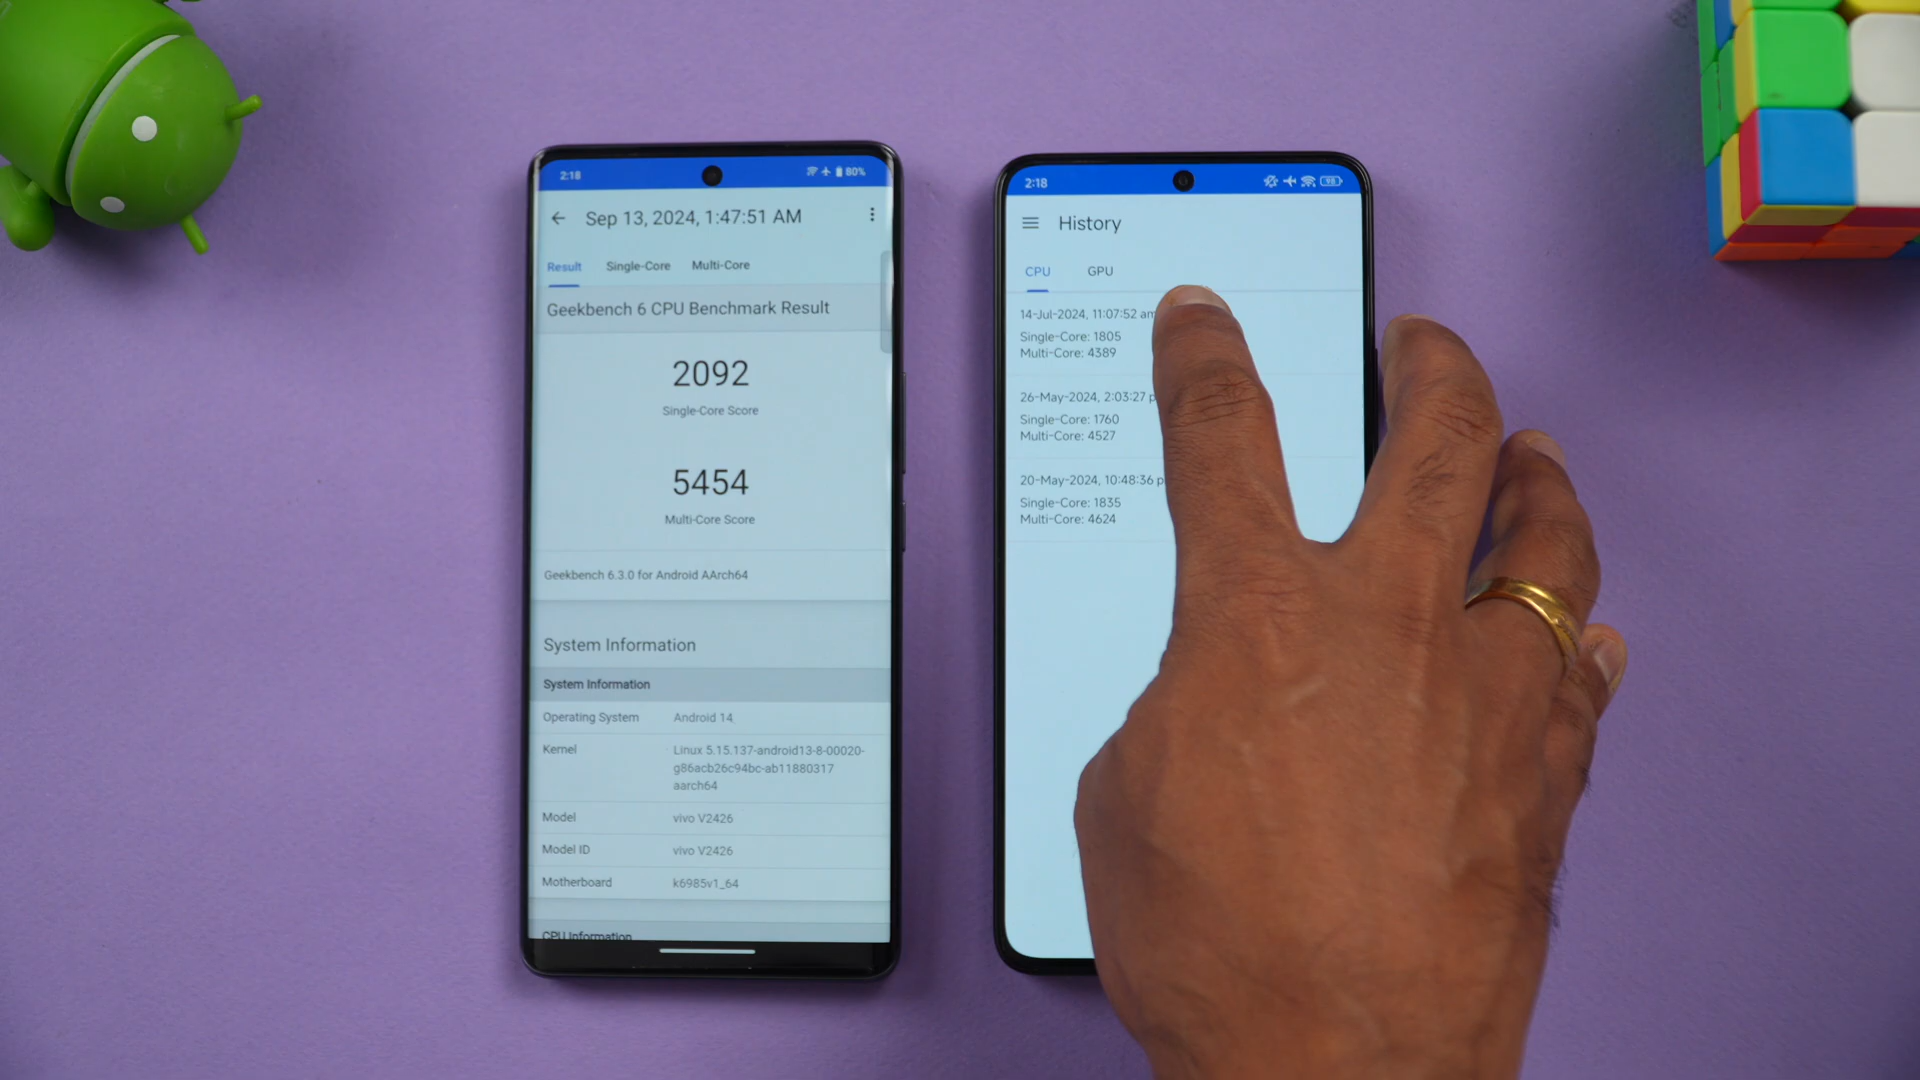 2:18
80%
Sep 13, 2024, 1:47:51 AM
Result Single-Core Multi-Core
Geekbench 6 CPU Benchmark Result
2092
Single-Core Score
5454
Multi-Core Score
Geekbench 6.3.0 for Android AArch64
System Information
System Information
Operating System Android 14
Kernel Linux 5.15.137-android13-8-00020-
g86acb26c94bc-ab11880317
aarch64
Model vivo V2426
Model ID vivo V2426
Motherboard k6985v1_64
CPU Information
2:18
98
History
CPU GPU
14-Jul-2024, 11:07:52 am
Single-Core: 1805
Multi-Core: 4389
26-May-2024, 2:03:27 p
Single-Core: 1760
Multi-Core: 4527
20-May-2024, 10:48:36 p
Single-Core: 1835
Multi-Core: 4624